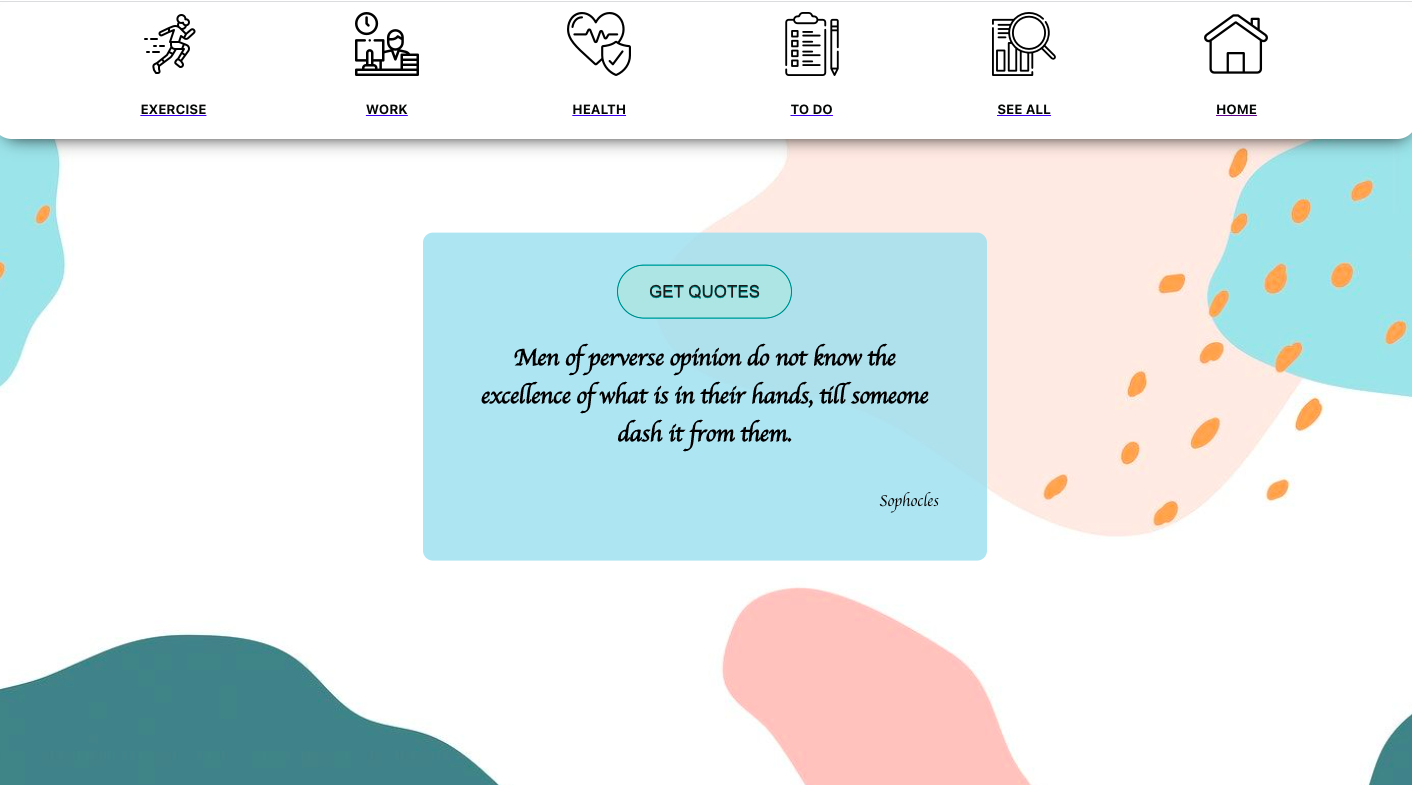 EXERCISE WORK HEALTH TO DO SEE ALL HOME
GET QUOTES
Men of perverse opinion do not know the
excellence of what is in their hands, till someone
dash it from them.
Sophocles